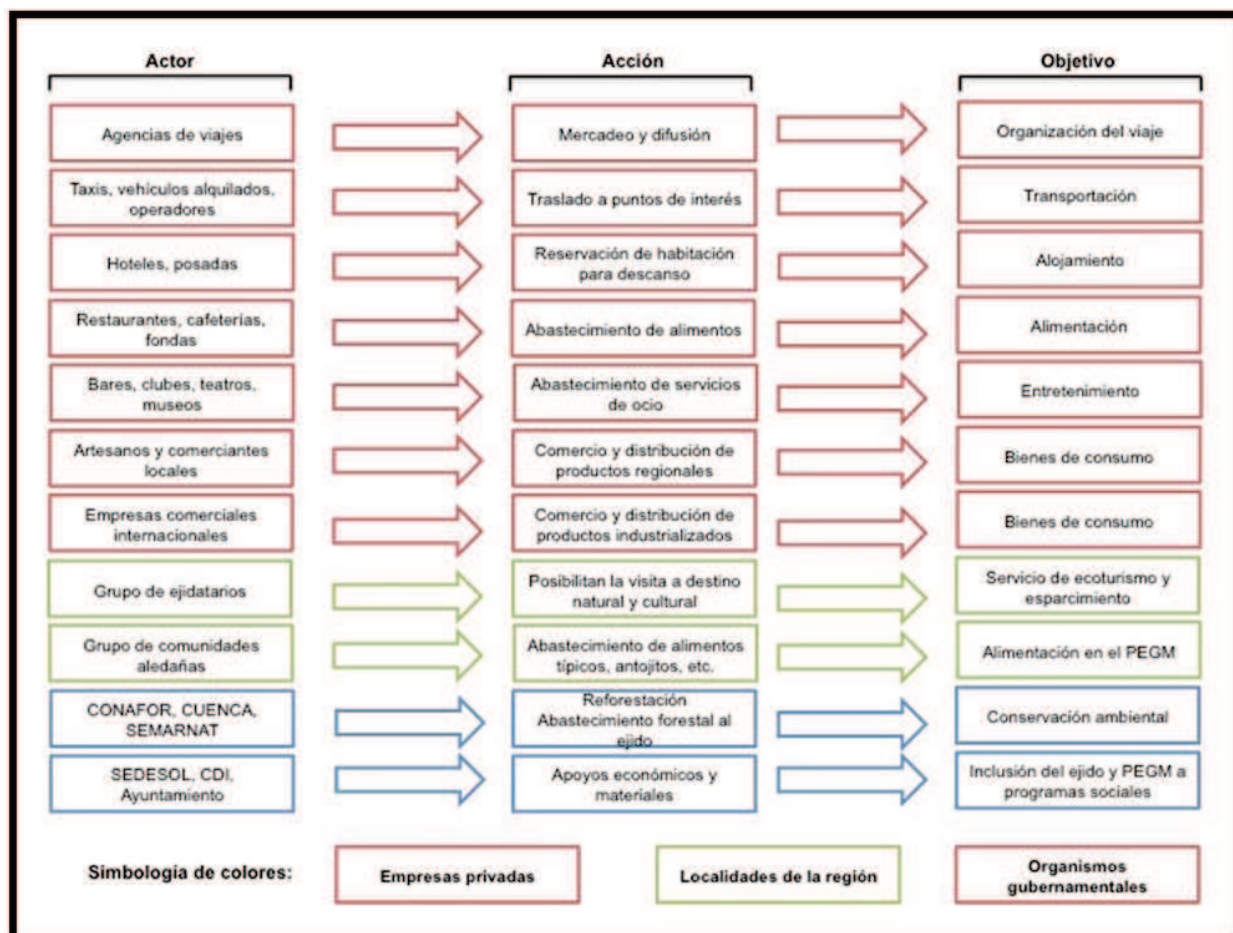 Actor
Acción
Objetivo
Agencias de viajes
Mercadeo y difusión
Organización del viaje
Taxis, vehículos alquilados,
operadores
Traslado a puntos de interés
Transportación
Hoteles, posadas
Reservación de habitación
para descanso
Alojamiento
Restaurantes, cafeterías,
fondas
Abastecimiento de alimentos
Alimentación
Bares, clubes, teatros,
museos
Abastecimiento de servicios
de ocio
Entretenimiento
Artesanos y comerciantes
locales
Comercio y distribución de
productos regionales
Bienes de consumo
Empresas comerciales
internacionales
Comercio y distribución de
productos industrializados
Bienes de consumo
Grupo de ejidatarios
Posibilitan la visita a destino
natural y cultural
Servicio de ecoturismo y
esparcimiento
Grupo de comunidades
aledañas
Abastecimiento de alimentos
típicos, antojitos, etc.
Alimentación en el PEGM
CONAFOR, CUENCA,
SEMARNAT
Reforestación
Abastecimiento forestal al
ejido
Conservación ambiental
SEDESOL, CDI,
Ayuntamiento
Apoyos económicos y
materiales
Inclusión del ejido y PEGM a
programas sociales
Simbología de colores:
Empresas privadas
Localidades de la región
Organismos
gubernamentales